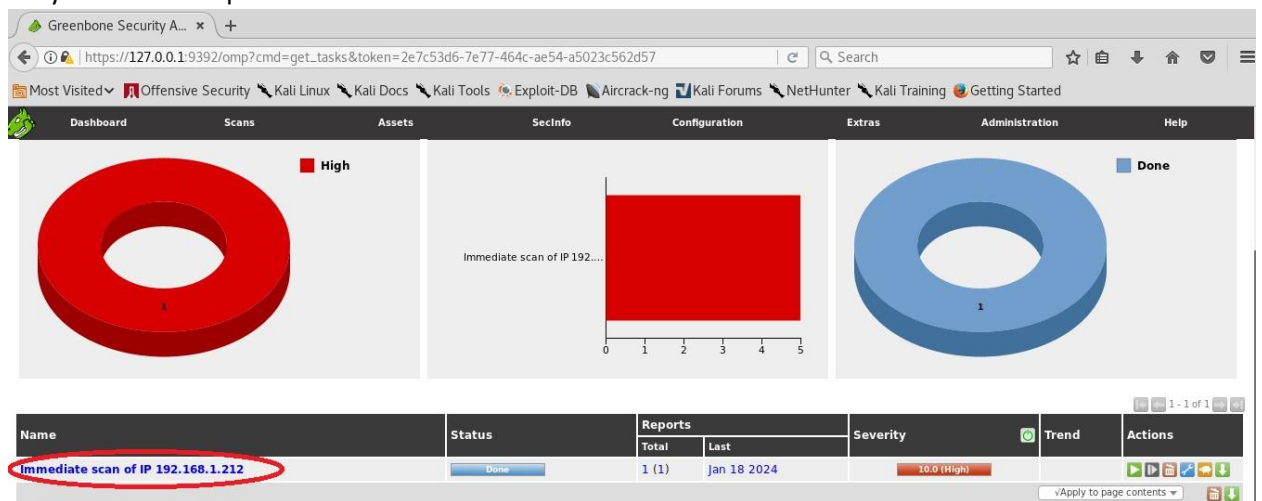 Greenbone Security A... × +
https://127.0.0.1:9392/omp?cmd=get_tasks&token=2e7c53d6-7e77-464c-ae54-a5023c562d57 Search
Most Visited Offensive Security Kali Linux Kali Docs Kali Tools Exploit-DB Aircrack-ng Kali Forums NetHunter Kali Training Getting Started
Dashboard Scans Assets SecInfo Configuration Extras Administration Help
High
1
Immediate scan of IP 192....
0 1 2 3 4 5
Done
1
1 - 1 of 1
Name Status Reports Severity Trend Actions
Total Last
Immediate scan of IP 192.168.1.212 Done 1 (1) Jan 18 2024 10.0 (High)
√Apply to page contents